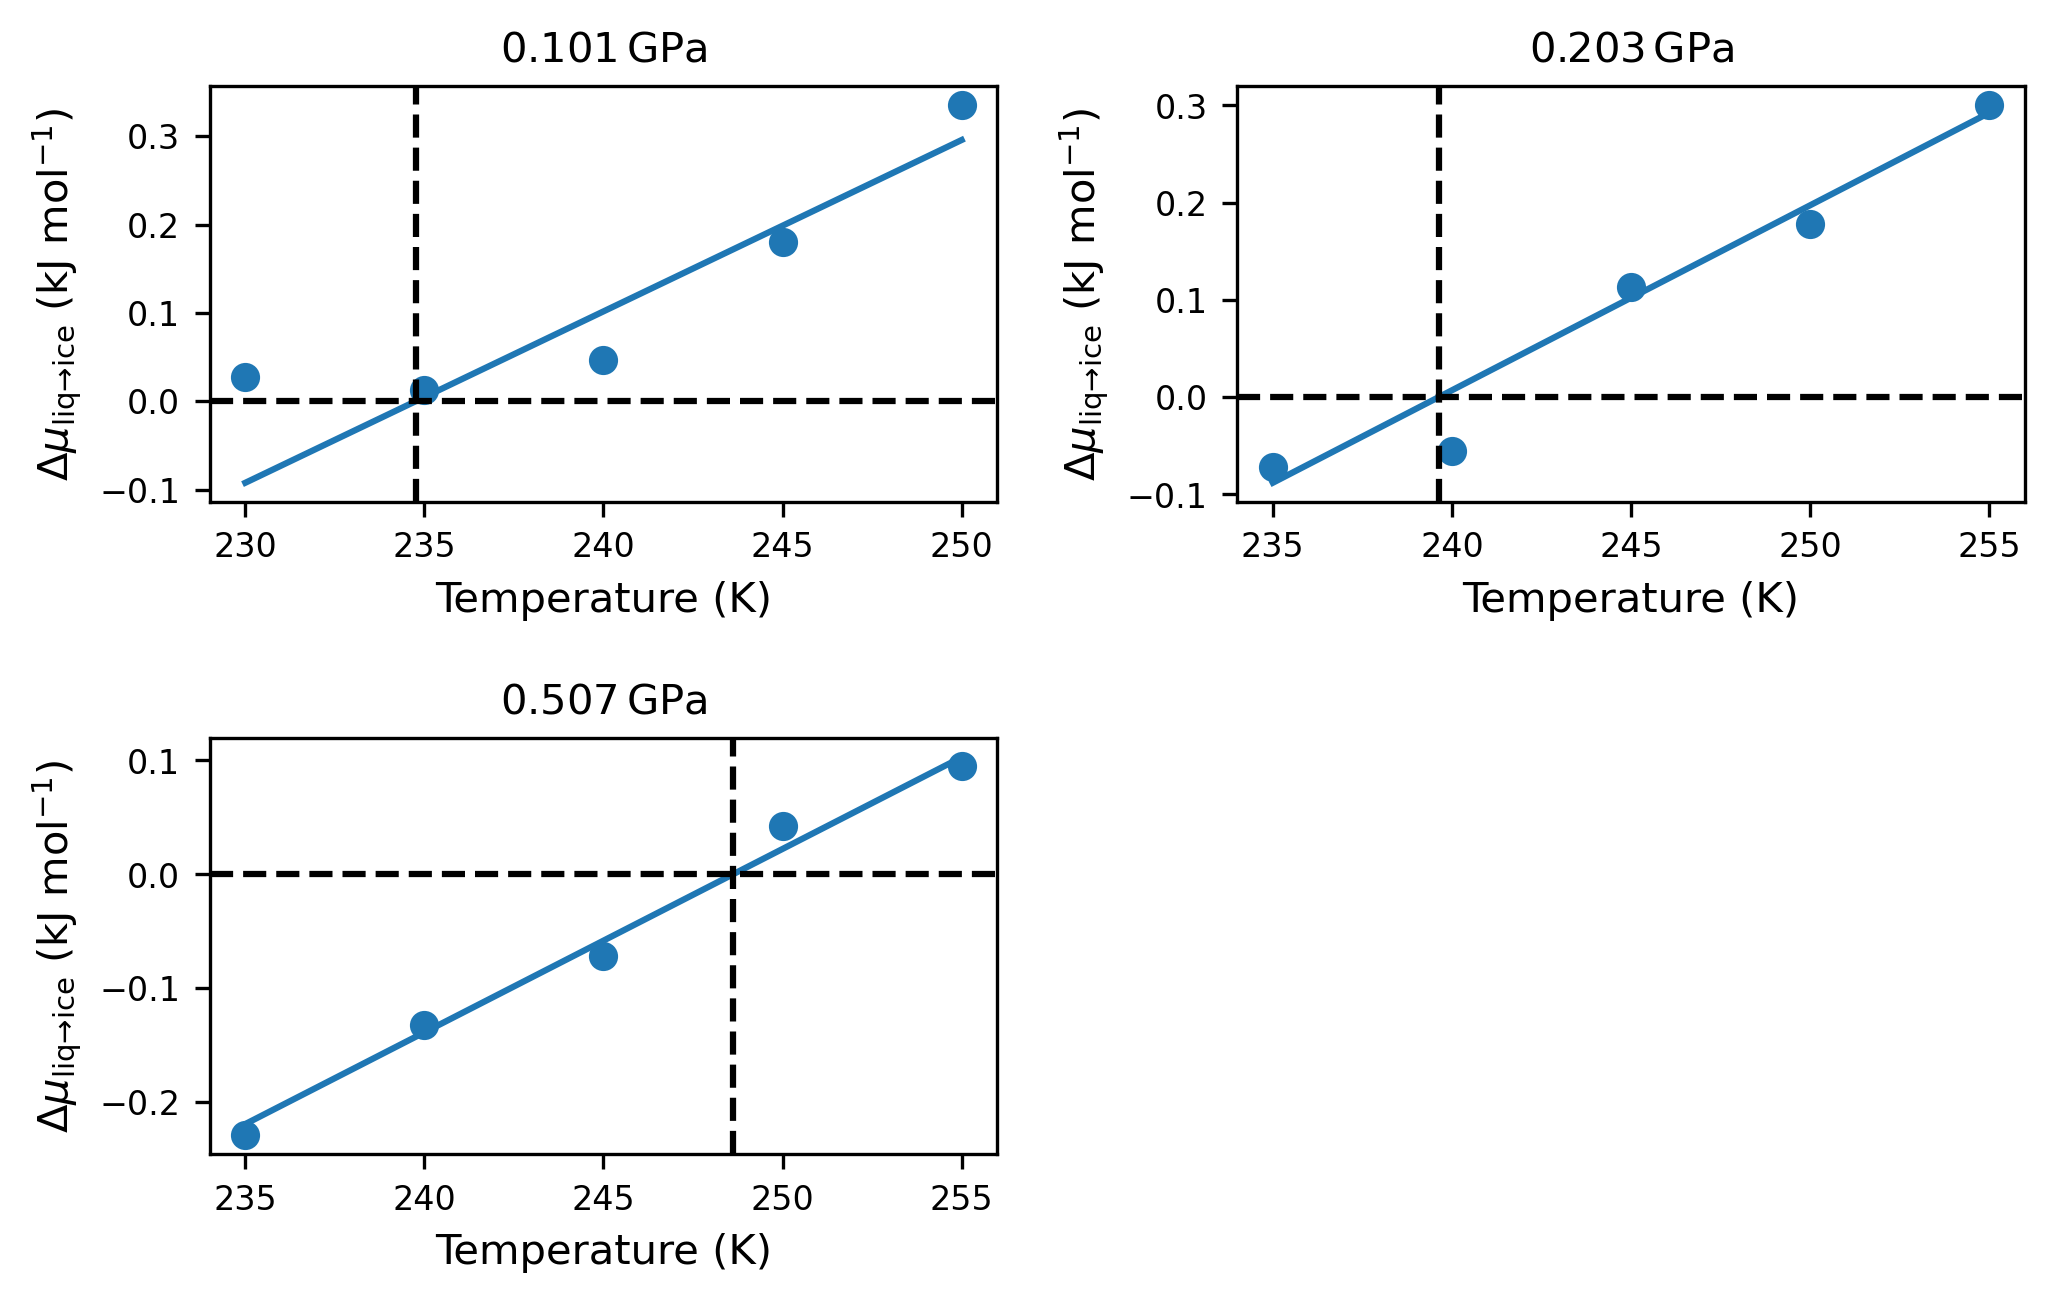 0.101 GPa
Δμliq→ice (kJ mol⁻¹)
0.3
0.2
0.1
0.0
−0.1
230 235 240 245 250
Temperature (K)
0.203 GPa
Δμliq→ice (kJ mol⁻¹)
0.3
0.2
0.1
0.0
−0.1
235 240 245 250 255
Temperature (K)
0.507 GPa
Δμliq→ice (kJ mol⁻¹)
0.1
0.0
−0.1
−0.2
235 240 245 250 255
Temperature (K)